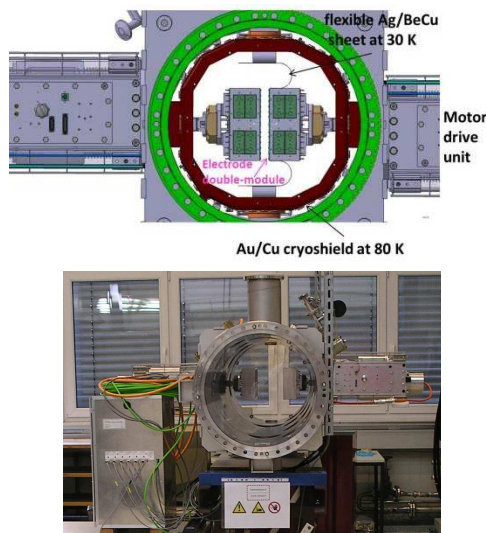 flexible Ag/BeCu
sheet at 30 K
Motor
drive
unit
Electrode
double-module
Au/Cu cryoshield at 80 K